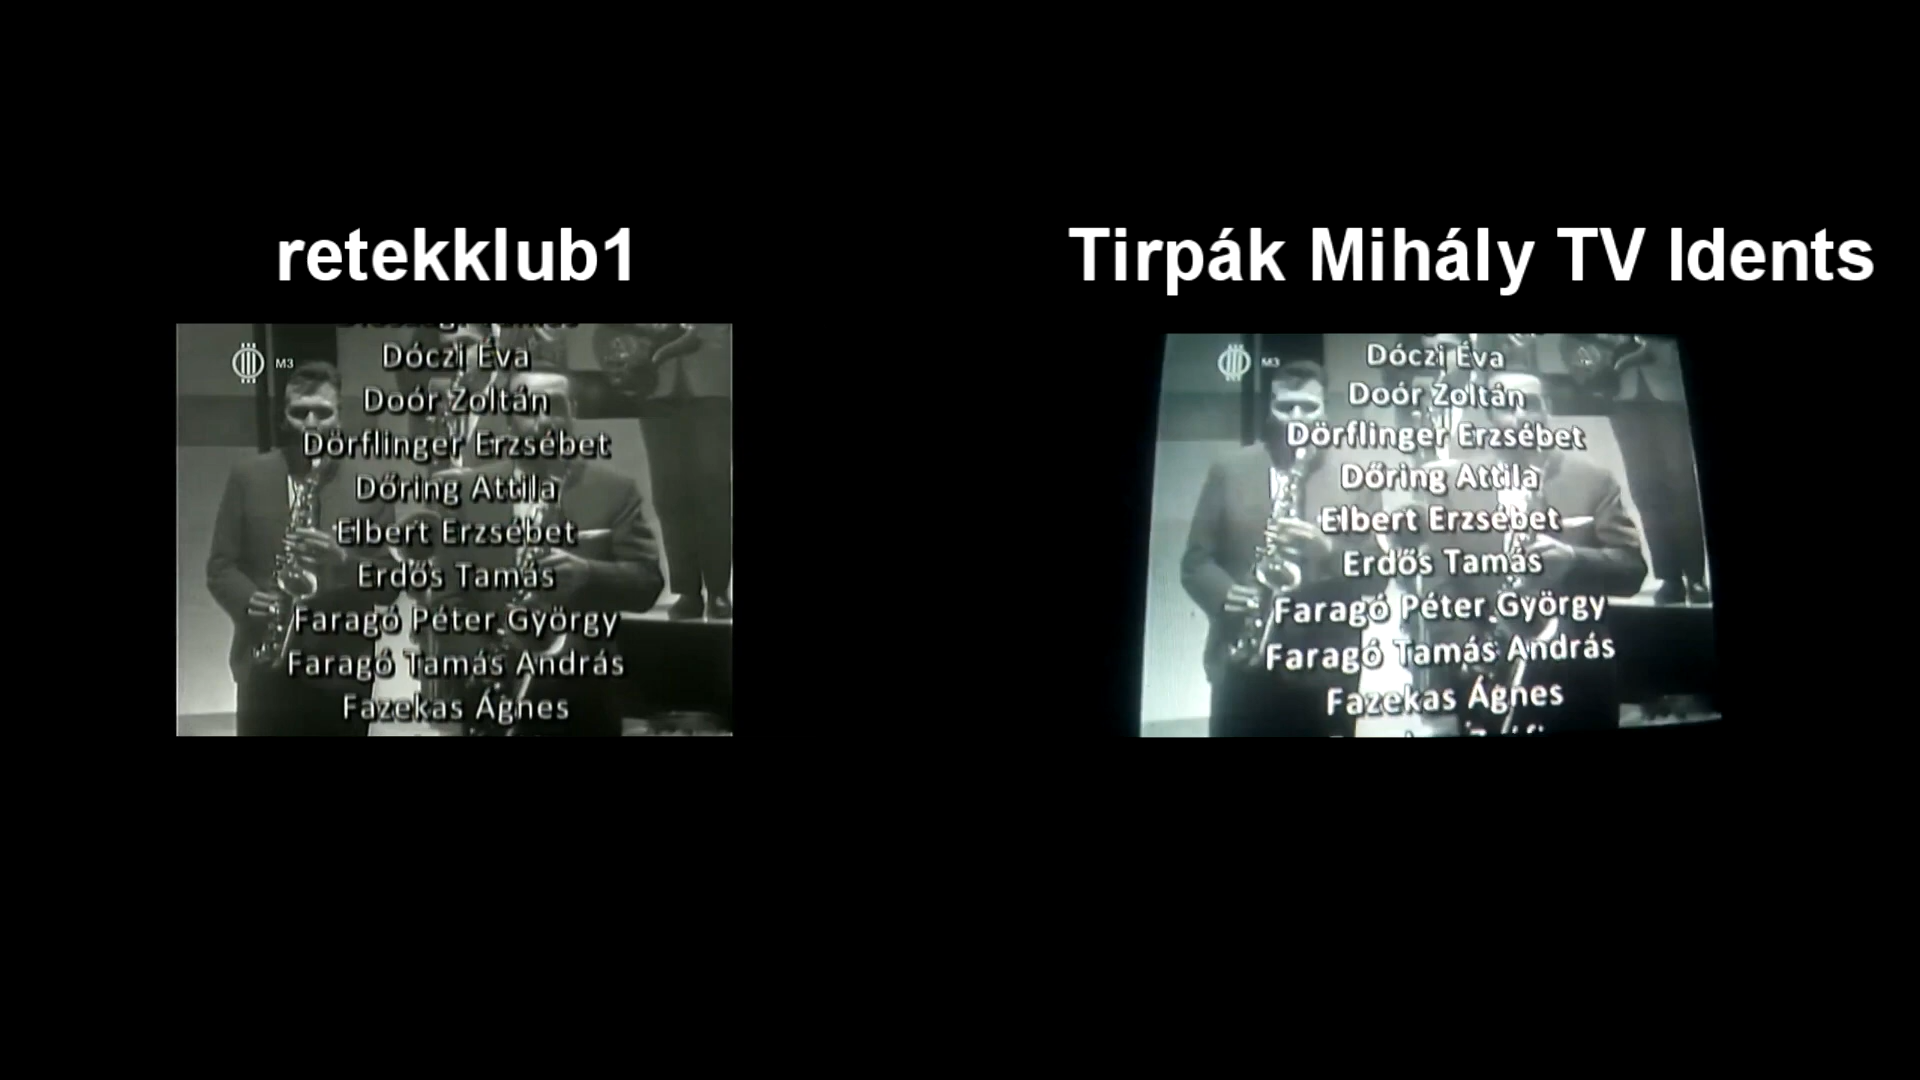 retekklub1
M3
Dóczi Éva
Doór Zoltán
Dörflinger Erzsébet
Dőring Attila
Elbert Erzsébet
Erdős Tamás
Faragó Péter György
Faragó Tamás András
Fazekas Ágnes
Tirpák Mihály TV Idents
M3
Dóczi Éva
Doór Zoltán
Dörflinger Erzsébet
Dőring Attila
Elbert Erzsébet
Erdős Tamás
Faragó Péter György
Faragó Tamás András
Fazekas Ágnes